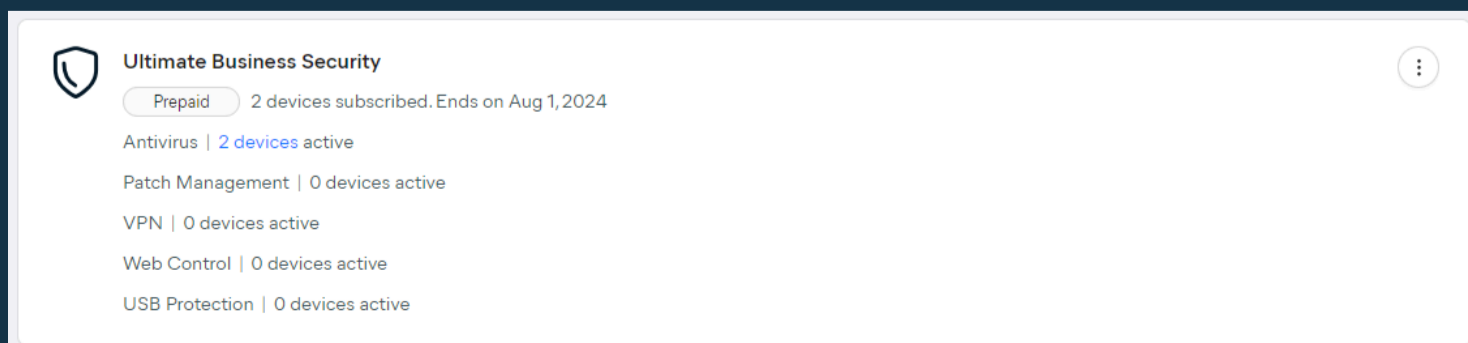 Ultimate Business Security
Prepaid 2 devices subscribed. Ends on Aug 1, 2024
Antivirus | 2 devices active
Patch Management | 0 devices active
VPN | 0 devices active
Web Control | 0 devices active
USB Protection | 0 devices active